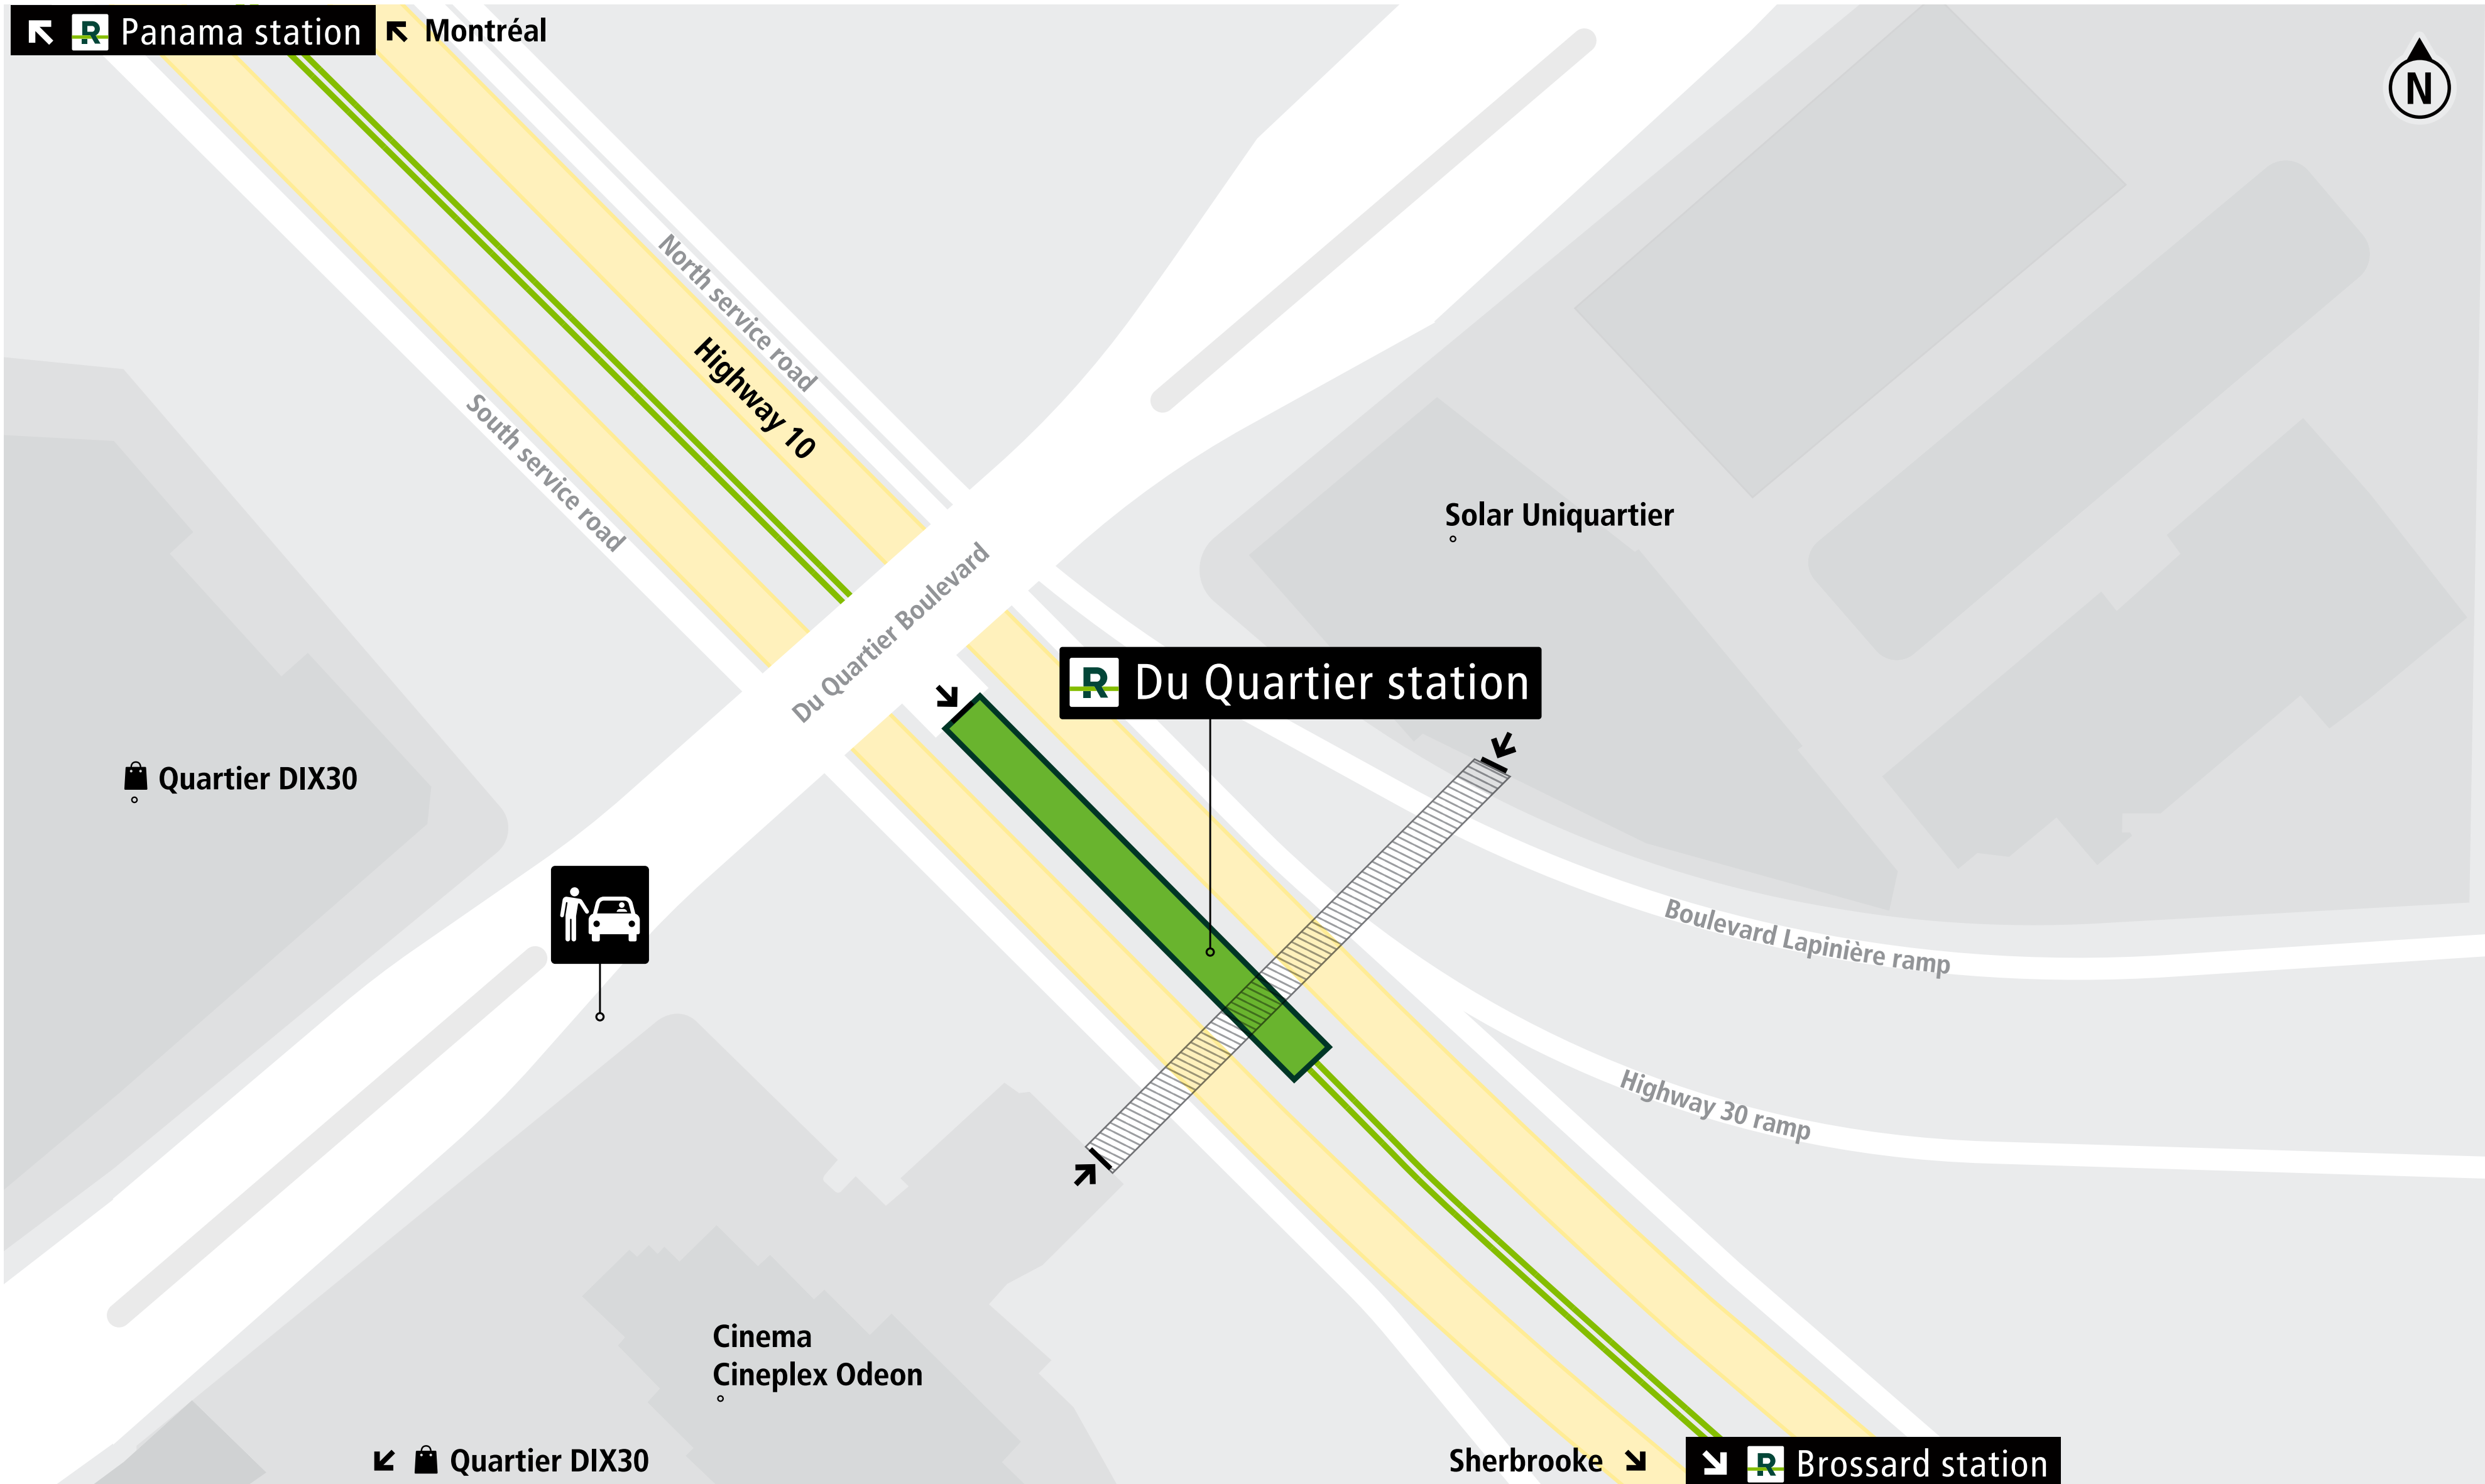 R Panama station
Montréal
N
North service road
Highway 10
South service road
Solar Uniquartier
Du Quartier Boulevard
R Du Quartier station
Quartier DIX30
Boulevard Lapinière ramp
Highway 30 ramp
Cinema
Cineplex Odeon
Quartier DIX30
Sherbrooke
R Brossard station